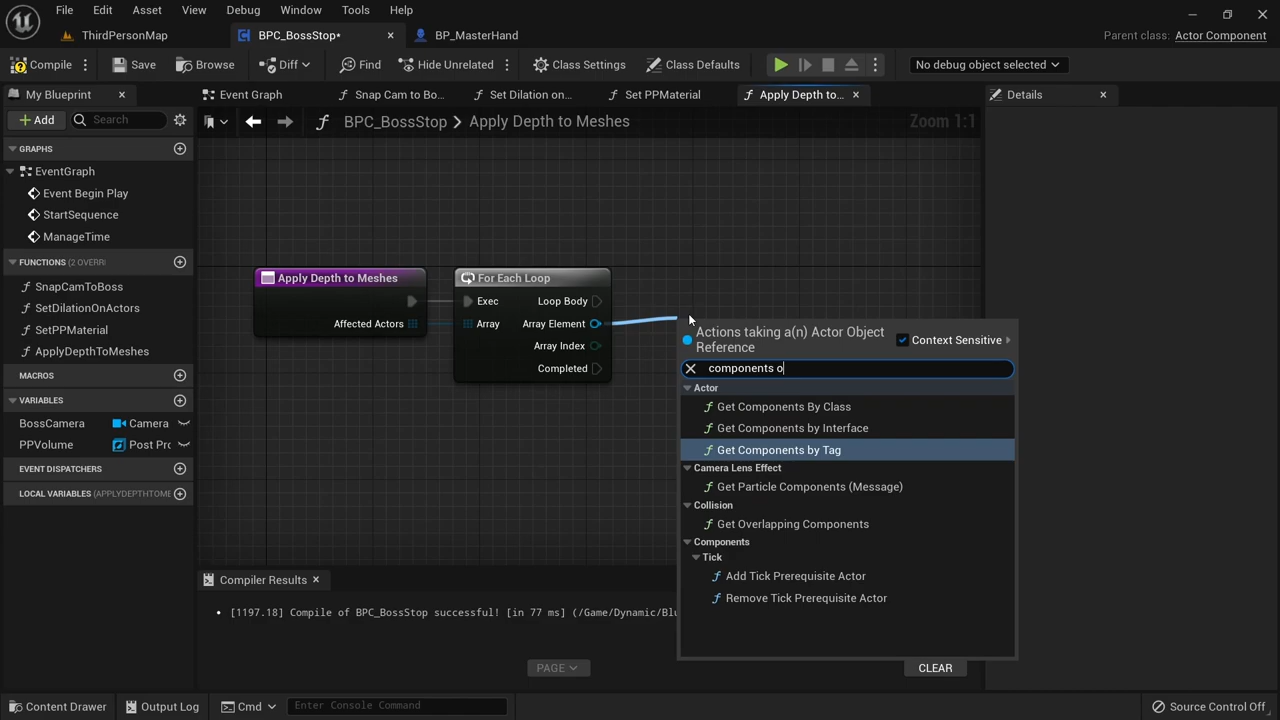 File Edit Asset View Debug Window Tools Help
ThirdPersonMap BPC_BossStop* BP_MasterHand Parent class: Actor Component
Compile Save Browse Diff Find Hide Unrelated Class Settings Class Defaults No debug object selected
My Blueprint Event Graph Snap Cam to Bo... Set Dilation on... Set PPMaterial Apply Depth to... Details
Add Search BPC_BossStop > Apply Depth to Meshes Zoom 1:1
GRAPHS
EventGraph
Event Begin Play
StartSequence
ManageTime
FUNCTIONS (2 OVERRI
SnapCamToBoss
SetDilationOnActors
SetPPMaterial
ApplyDepthToMeshes
MACROS
VARIABLES
BossCamera Camera
PPVolume Post Pro
EVENT DISPATCHERS
LOCAL VARIABLES (APPLYDEPTHTOME
Apply Depth to Meshes
Affected Actors
For Each Loop
Exec Loop Body
Array Array Element
Array Index
Completed
Actions taking a(n) Actor Object
Reference
Context Sensitive
components o
Actor
Get Components By Class
Get Components by Interface
Get Components by Tag
Camera Lens Effect
Get Particle Components (Message)
Collision
Get Overlapping Components
Components
Tick
Add Tick Prerequisite Actor
Remove Tick Prerequisite Actor
Compiler Results
[1197.18] Compile of BPC_BossStop successful! [in 77 ms] (/Game/Dynamic/Blu
PAGE CLEAR
Content Drawer Output Log Cmd Enter Console Command Source Control Off